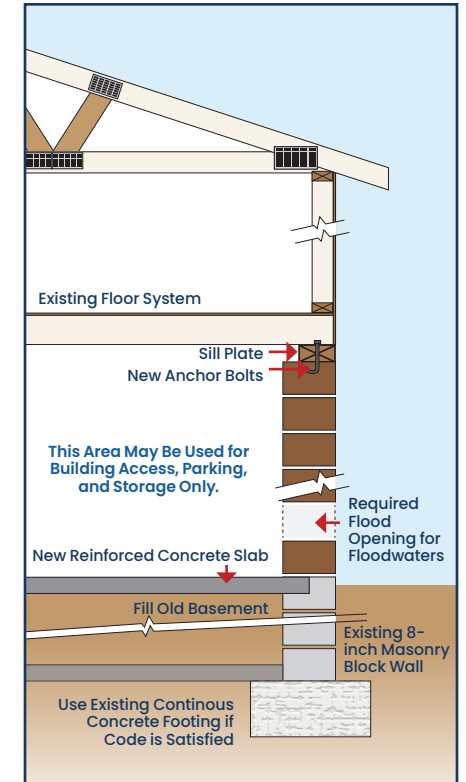 Existing Floor System
Sill Plate
New Anchor Bolts
This Area May Be Used for
Building Access, Parking,
and Storage Only.
Required
Flood
Opening for
Floodwaters
New Reinforced Concrete Slab
Fill Old Basement
Existing 8-
inch Masonry
Block Wall
Use Existing Continous
Concrete Footing if
Code is Satisfied